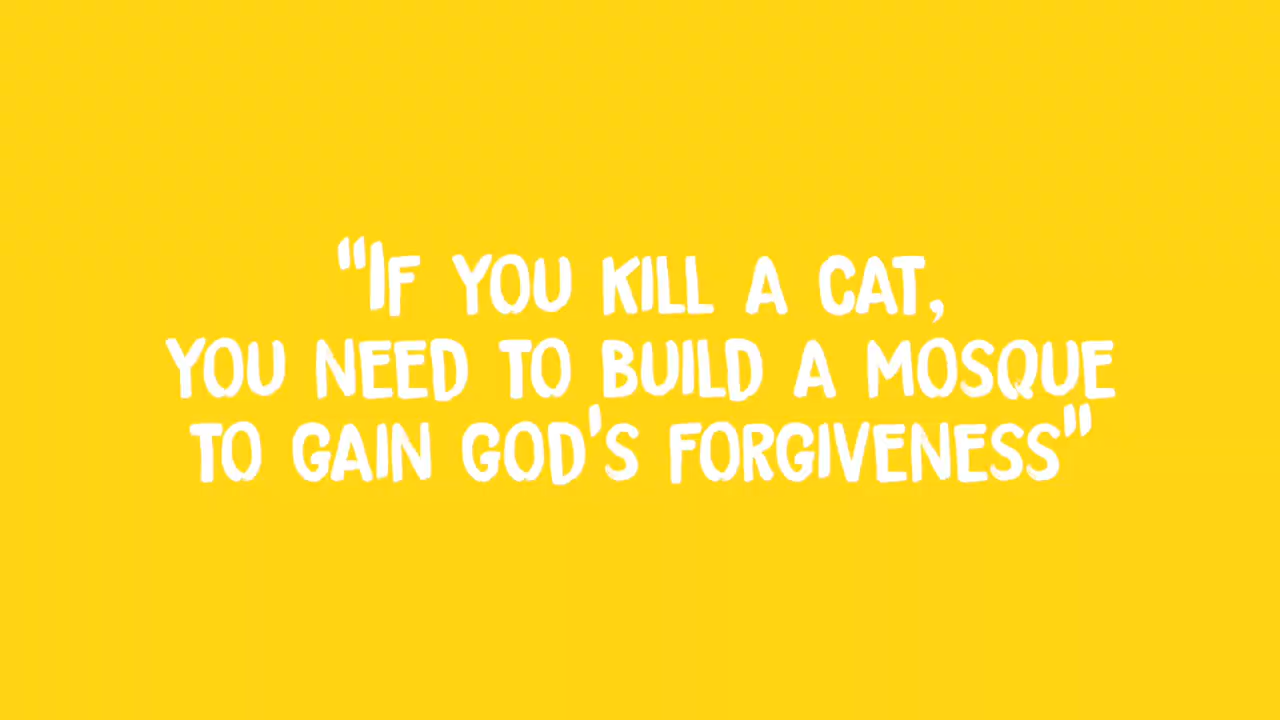 "If you kill a cat,
you need to build a mosque
to gain God's forgiveness"